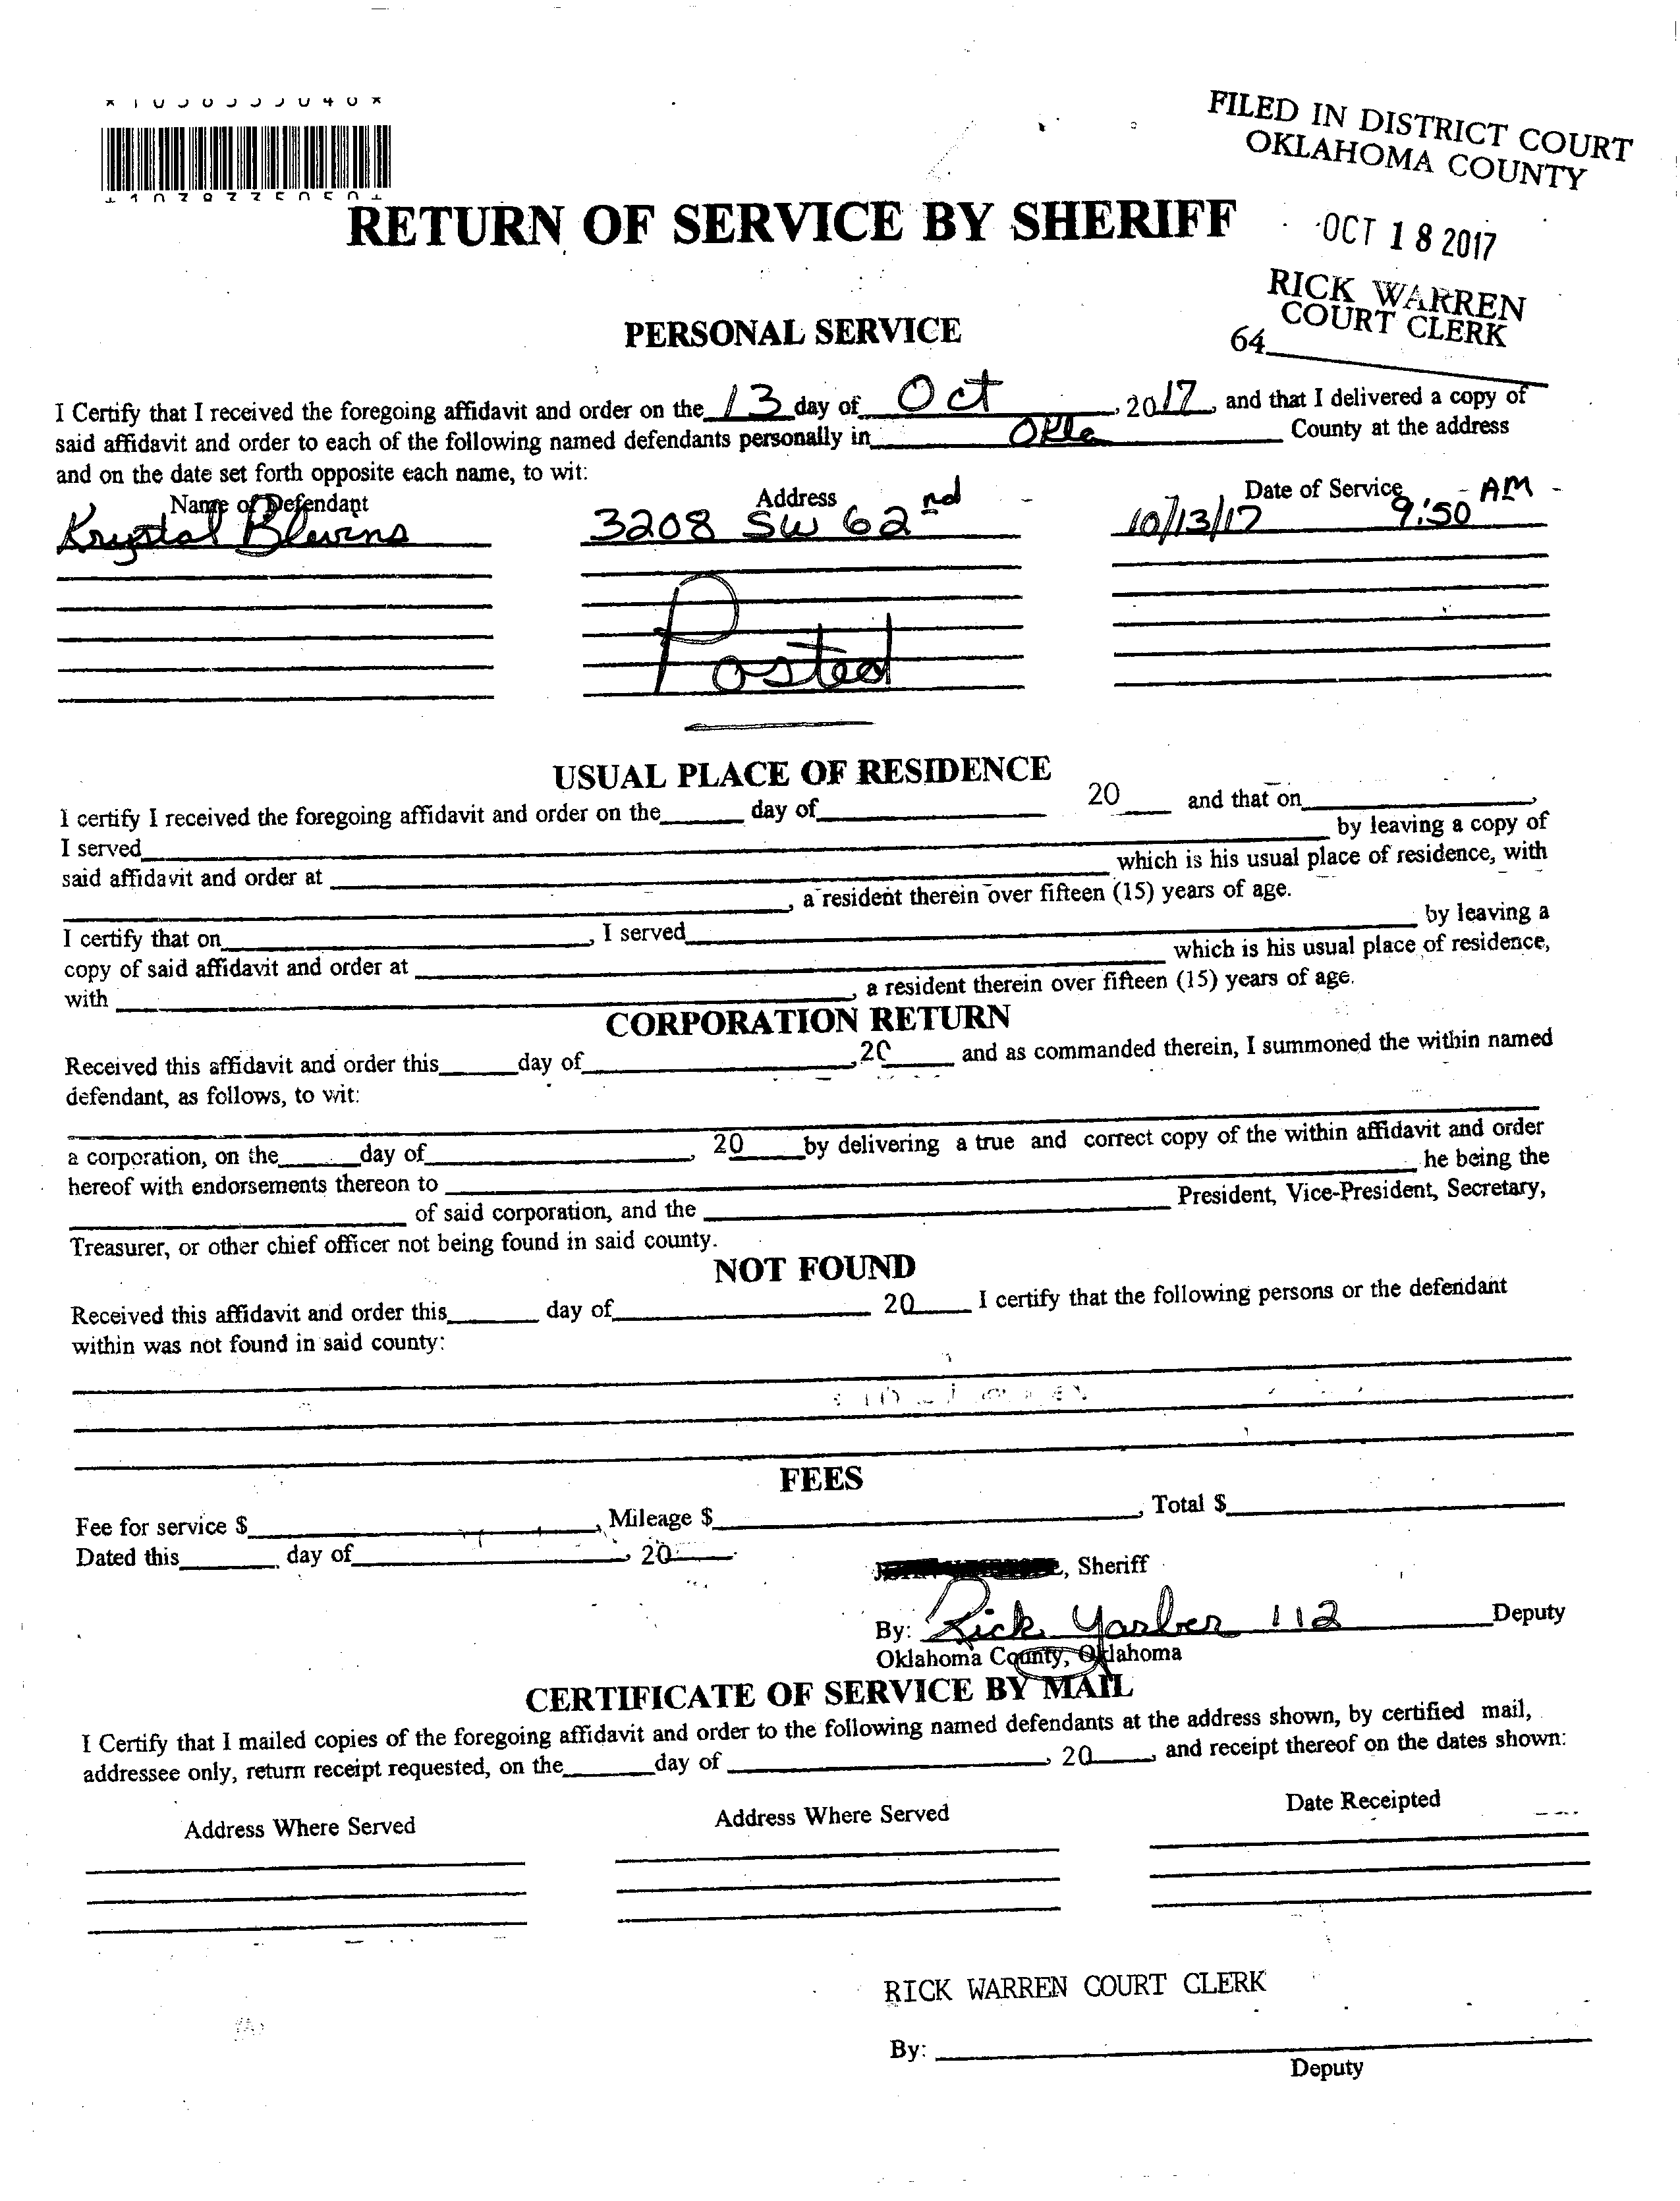 FILED IN DISTRICT COURT
OKLAHOMA COUNTY
RETURN OF SERVICE BY SHERIFF
OCT 18 2017
RICK WARREN
COURT CLERK
64
PERSONAL SERVICE
I Certify that I received the foregoing affidavit and order on the 13 day of Oct, 2017, and that I delivered a copy of
said affidavit and order to each of the following named defendants personally in Okla County at the address
and on the date set forth opposite each name, to wit:
Name of Defendant Address Date of Service
Krystal Blevins 3208 SW 62nd 10/13/17 9:50 AM
Posted
USUAL PLACE OF RESIDENCE
I certify I received the foregoing affidavit and order on the ______ day of ______ 20____ and that on ______,
I served ______ by leaving a copy of
said affidavit and order at ______ which is his usual place of residence, with
______, a resident therein over fifteen (15) years of age.
I certify that on ______, I served ______ by leaving a
copy of said affidavit and order at ______ which is his usual place of residence,
with ______, a resident therein over fifteen (15) years of age.
CORPORATION RETURN
Received this affidavit and order this ______ day of ______, 20____ and as commanded therein, I summoned the within named
defendant, as follows, to wit:
a corporation, on the ______ day of ______, 20____ by delivering a true and correct copy of the within affidavit and order
hereof with endorsements thereon to ______ he being the
______ of said corporation, and the ______ President, Vice-President, Secretary,
Treasurer, or other chief officer not being found in said county.
NOT FOUND
Received this affidavit and order this ______ day of ______ 20____ I certify that the following persons or the defendant
within was not found in said county:
FEES
Fee for service $______, Mileage $______, Total $______
Dated this ______ day of ______, 20____
, Sheriff
By: Rick Yarber 112 Deputy
Oklahoma County, Oklahoma
CERTIFICATE OF SERVICE BY MAIL
I Certify that I mailed copies of the foregoing affidavit and order to the following named defendants at the address shown, by certified mail,
addressee only, return receipt requested, on the ______ day of ______, 20____, and receipt thereof on the dates shown:
Address Where Served Address Where Served Date Receipted
RICK WARREN COURT CLERK
By: ______
Deputy